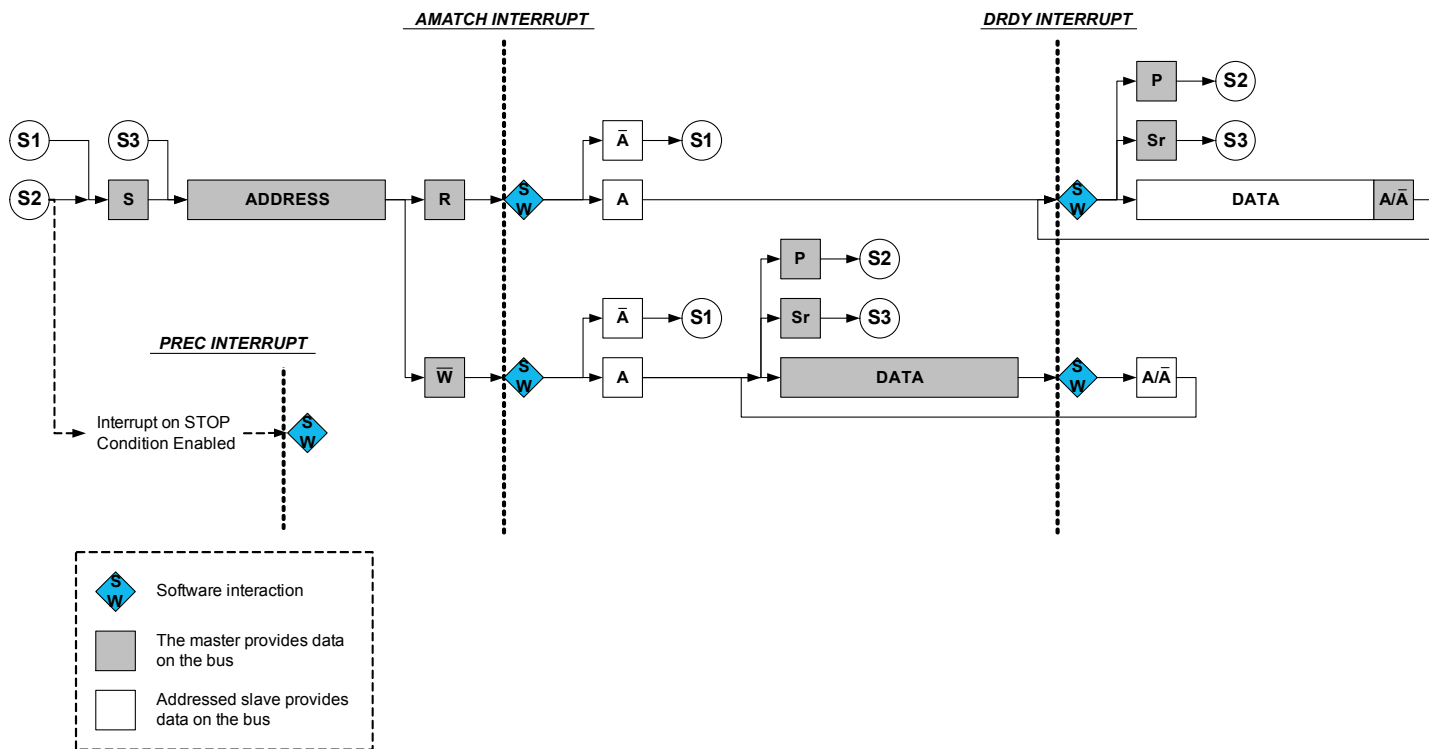 AMATCH INTERRUPT
DRDY INTERRUPT
P
S2
S1
S3
A̅
S1
Sr
S3
S2
S
ADDRESS
R
S
W
A
S
W
DATA
A/A̅
P
S2
A̅
S1
Sr
S3
PREC INTERRUPT
W̅
S
W
A
DATA
S
W
A/A̅
Interrupt on STOP
Condition Enabled
S
W
S
W
Software interaction
The master provides data
on the bus
Addressed slave provides
data on the bus